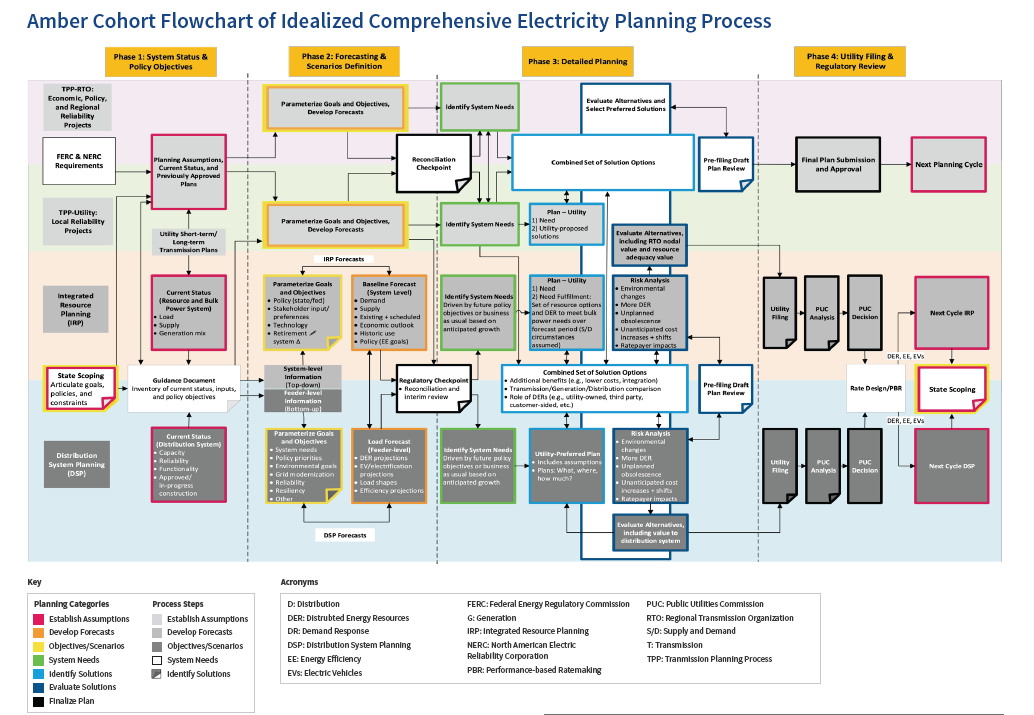 Amber Cohort Flowchart of Idealized Comprehensive Electricity Planning Process
Phase 1: System Status &
Policy Objectives
Phase 2: Forecasting &
Scenarios Definition
Phase 3: Detailed Planning
Phase 4: Utility Filing &
Regulatory Review
TPP-RTO:
Economic, Policy,
and Regional
Reliability
Projects
Parameterize Goals and Objectives,
Develop Forecasts
Identify System Needs
Evaluate Alternatives and
Select Preferred Solutions
FERC & NERC
Requirements
Planning Assumptions,
Current Status, and
Previously Approved
Plans
Reconciliation
Checkpoint
Combined Set of Solution Options
Pre-filing Draft
Plan Review
Final Plan Submission
and Approval
Next Planning Cycle
TPP-Utility:
Local Reliability
Projects
Utility Short-term/
Long-term
Transmission Plans
Parameterize Goals and Objectives,
Develop Forecasts
Identify System Needs
Plan – Utility
1) Need
2) Utility-proposed
solutions
Evaluate Alternatives,
including RTO nodal
value and resource
adequacy value
IRP Forecasts
Integrated
Resource
Planning
(IRP)
Current Status
(Resource and Bulk
Power System)
• Load
• Supply
• Generation mix
Parameterize Goals
and Objectives
• Policy (state/fed)
• Stakeholder input/
preferences
• Technology
• Retirement
system Δ
Baseline Forecast
(System Level)
• Demand
• Supply
• Existing + scheduled
• Economic outlook
• Historic use
• Policy (EE goals)
Identify System Needs
Driven by future policy
objectives or business
as usual based on
anticipated growth
Plan – Utility
1) Need
2) Need Fulfillment:
Set of resource options
and DER to meet bulk
power needs over
forecast period (S/D
circumstances
assumed)
Risk Analysis
• Environmental
changes
• More DER
• Unplanned
obsolescence
• Unanticipated cost
increases + shifts
• Ratepayer impacts
Utility
Filing
PUC
Analysis
PUC
Decision
Next Cycle IRP
DER, EE, EVs
State Scoping
Articulate goals,
policies, and
constraints
Guidance Document
Inventory of current status, inputs,
and policy objectives
System-level
Information
(Top-down)
Feeder-level
Information
(Bottom-up)
Regulatory Checkpoint
• Reconciliation and
interim review
Combined Set of Solution Options
• Additional benefits (e.g., lower costs, integration)
• Transmission/Generation/Distribution comparison
• Role of DERs (e.g., utility-owned, third party,
customer-sided, etc.)
Pre-filing Draft
Plan Review
Rate Design/PBR
State Scoping
DER, EE, EVs
Distribution
System Planning
(DSP)
Current Status
(Distribution System)
• Capacity
• Reliability
• Functionality
• Approved/
in-progress
construction
Parameterize Goals
and Objectives
• System needs
• Policy priorities
• Environmental goals
• Grid modernization
• Reliability
• Resiliency
• Other
Load Forecast
(Feeder-level)
• DER projections
• EV/electrification
projections
• Load shapes
• Efficiency projections
Identify System Needs
Driven by future policy
objectives or business
as usual based on
anticipated growth
Utility-Preferred Plan
• Includes assumptions
• Plans: What, where,
how much?
Risk Analysis
• Environmental
changes
• More DER
• Unplanned
obsolescence
• Unanticipated cost
increases + shifts
• Ratepayer impacts
Utility
Filing
PUC
Analysis
PUC
Decision
Next Cycle DSP
DSP Forecasts
Evaluate Alternatives,
including value to
distribution system
Key
Planning Categories
Establish Assumptions
Develop Forecasts
Objectives/Scenarios
System Needs
Identify Solutions
Evaluate Solutions
Finalize Plan
Process Steps
Establish Assumptions
Develop Forecasts
Objectives/Scenarios
System Needs
Identify Solutions
Acronyms
D: Distribution
DER: Distrubted Energy Resources
DR: Demand Response
DSP: Distribution System Planning
EE: Energy Efficiency
EVs: Electric Vehicles
FERC: Federal Energy Regulatory Commission
G: Generation
IRP: Integrated Resource Planning
NERC: North American Electric
Reliability Corporation
PBR: Performance-based Ratemaking
PUC: Public Utilities Commission
RTO: Regional Transmission Organization
S/D: Supply and Demand
T: Transmission
TPP: Tranmission Planning Process